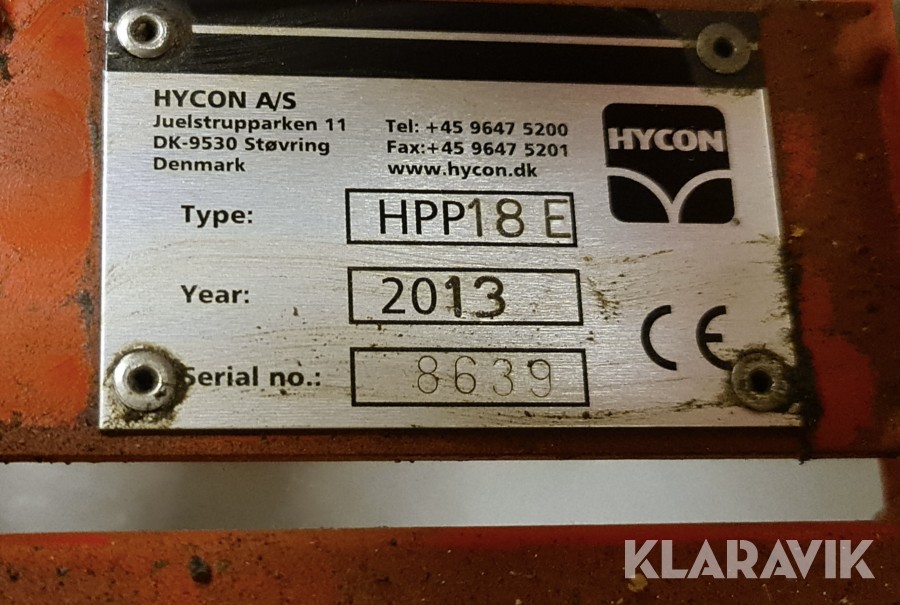 HYCON A/S
Juelstrupparken 11
DK-9530 Støvring
Denmark
Tel: +45 9647 5200
Fax:+45 9647 5201
www.hycon.dk
HYCON
Type: HPP18 E
Year: 2013
CE
Serial no.: 8639
KLARAVIK